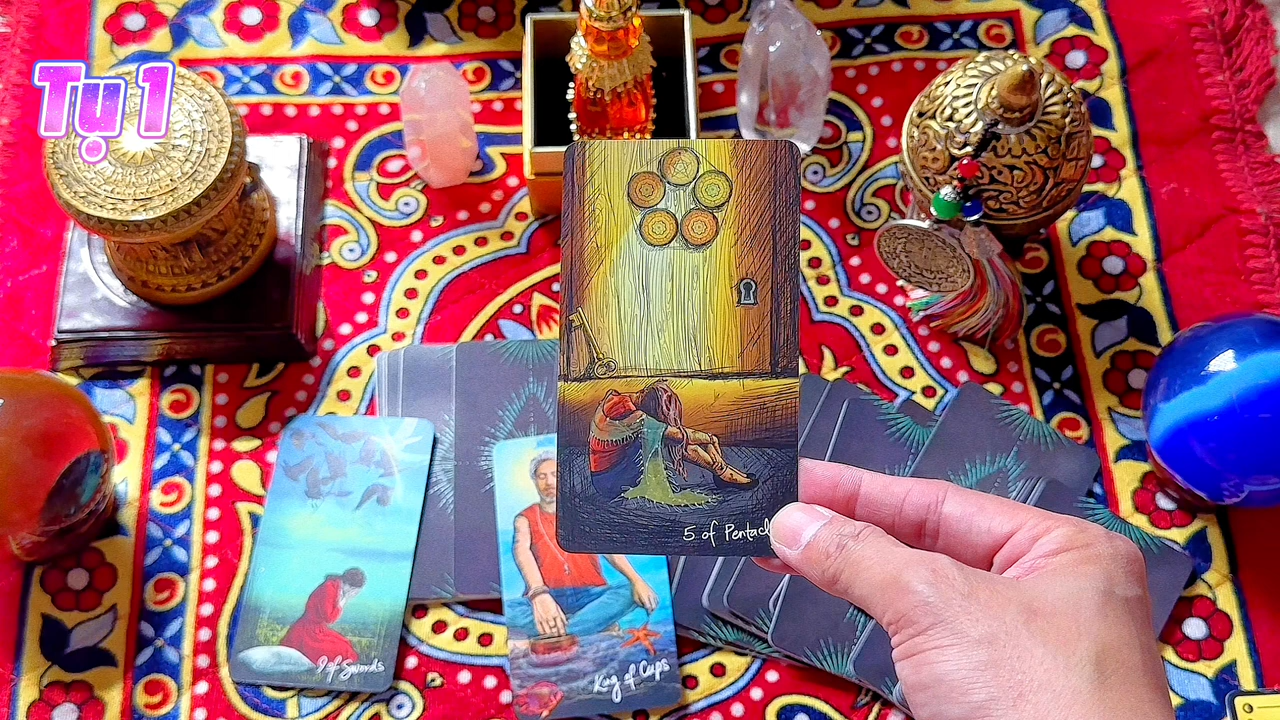 Tụ 1
5 of Pentacl
9 of Swords
King of Cups